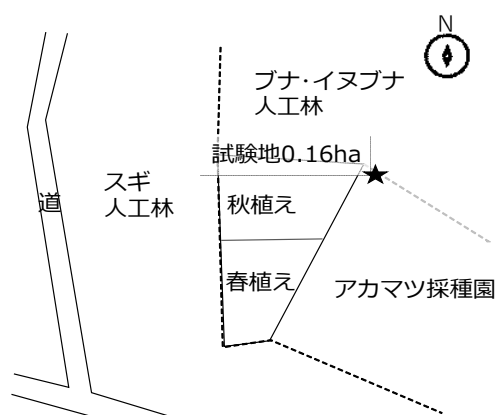 N
ブナ・イヌブナ
人工林
試験地0.16ha
スギ
人工林
道
秋植え
春植え
アカマツ採種園